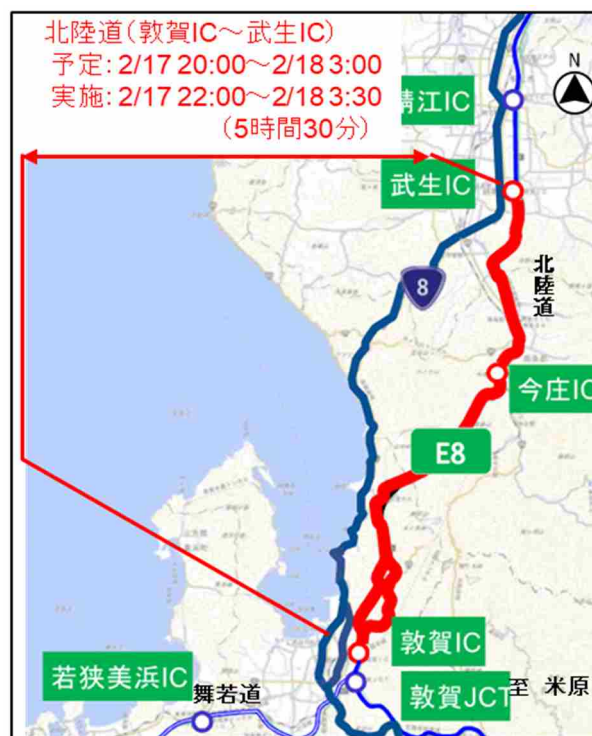 北陸道(敦賀IC～武生IC)
予定:2/17 20:00～2/18 3:00
実施:2/17 22:00～2/18 3:30
(5時間30分)
N
鯖江IC
武生IC
8
北陸道
今庄IC
E8
敦賀IC
若狭美浜IC
舞若道
敦賀JCT
至 米原